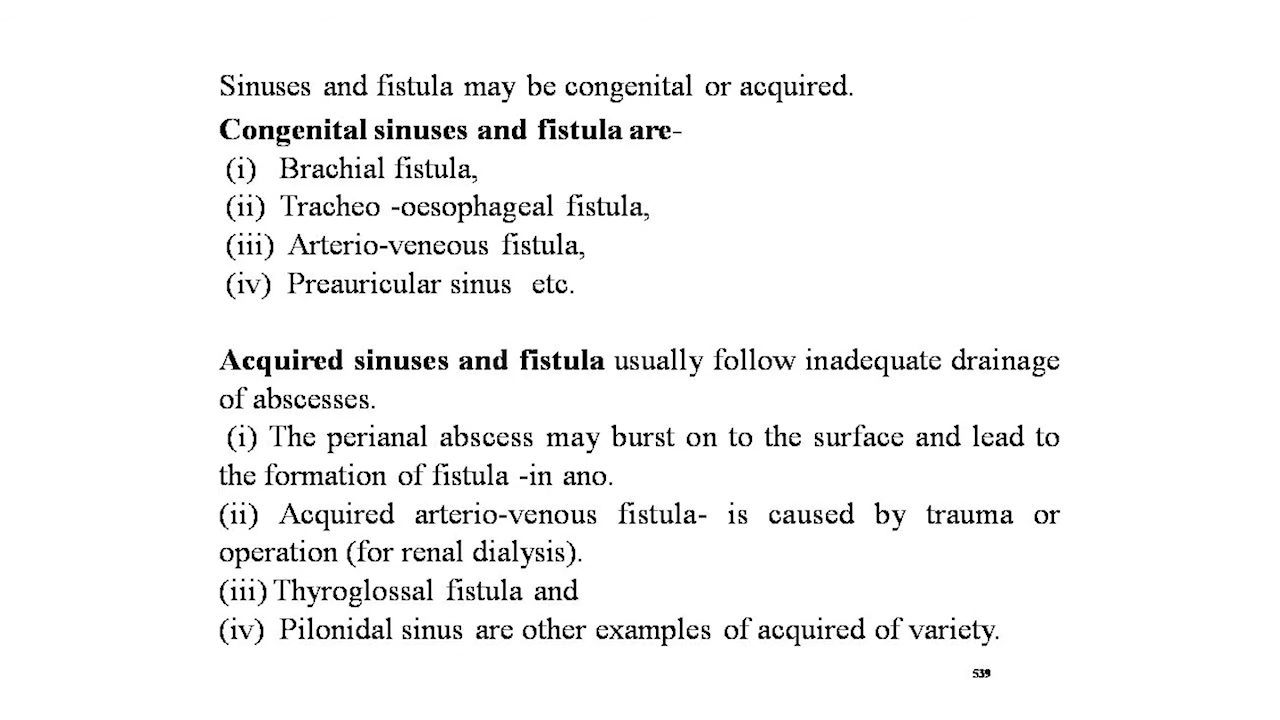 Sinuses and fistula may be congenital or acquired.
Congenital sinuses and fistula are-
(i) Brachial fistula,
(ii) Tracheo -oesophageal fistula,
(iii) Arterio-veneous fistula,
(iv) Preauricular sinus etc.
Acquired sinuses and fistula usually follow inadequate drainage
of abscesses.
(i) The perianal abscess may burst on to the surface and lead to
the formation of fistula -in ano.
(ii) Acquired arterio-venous fistula- is caused by trauma or
operation (for renal dialysis).
(iii) Thyroglossal fistula and
(iv) Pilonidal sinus are other examples of acquired of variety.
539